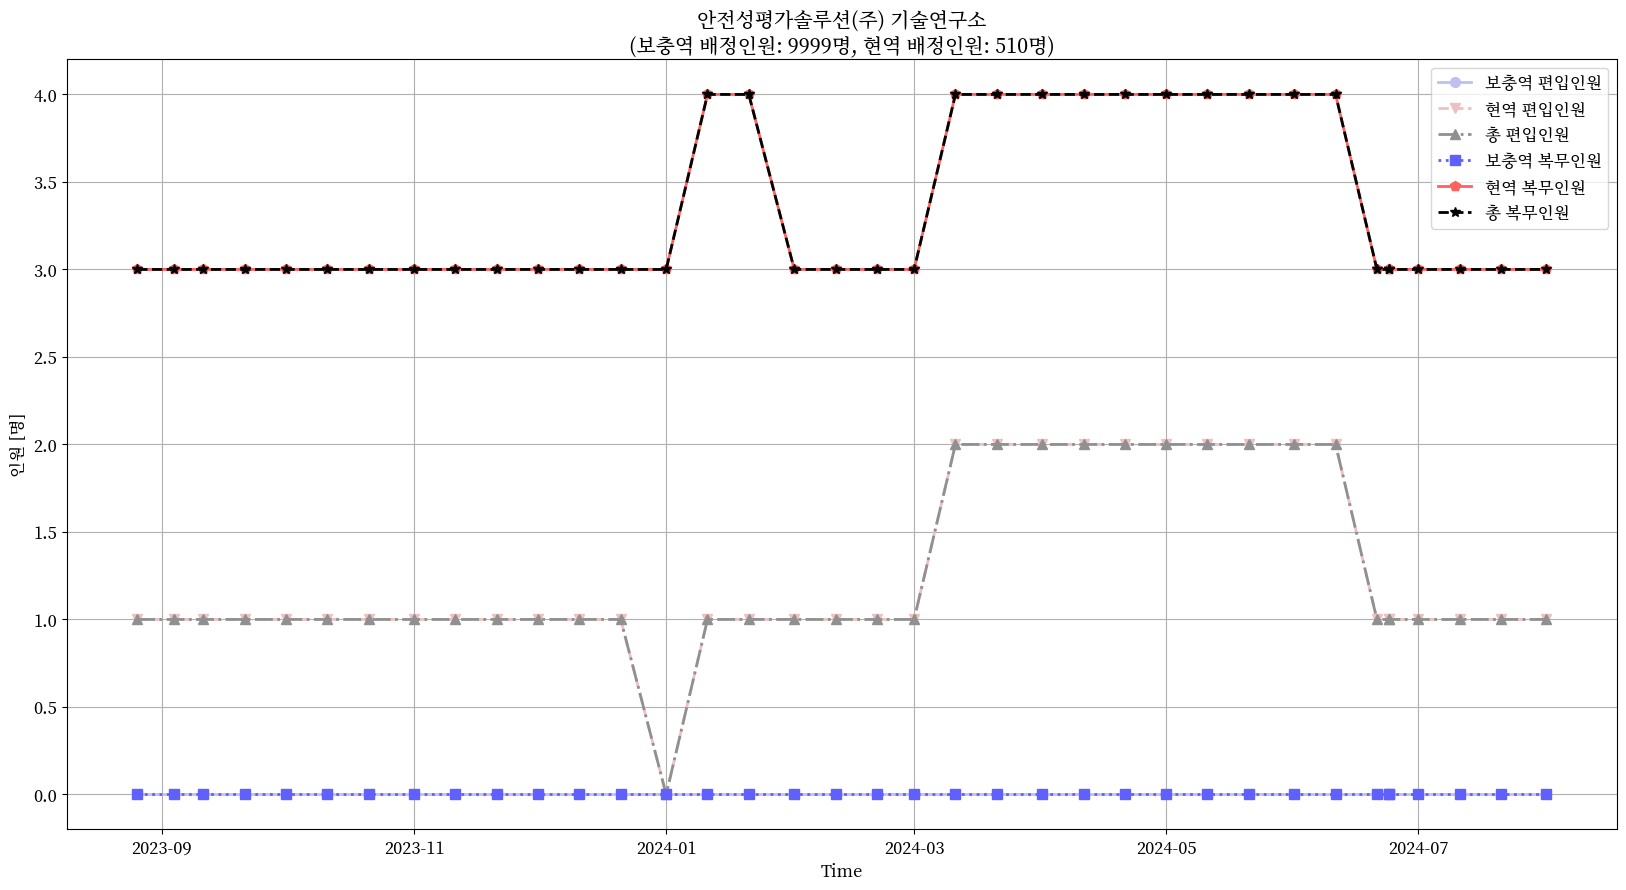 안전성평가솔루션(주) 기술연구소
(보충역 배정인원: 9999명, 현역 배정인원: 510명)
보충역 편입인원
현역 편입인원
총 편입인원
보충역 복무인원
현역 복무인원
총 복무인원
4.0
3.5
3.0
2.5
2.0
1.5
1.0
0.5
0.0
인원 [명]
2023-09 2023-11 2024-01 2024-03 2024-05 2024-07
Time